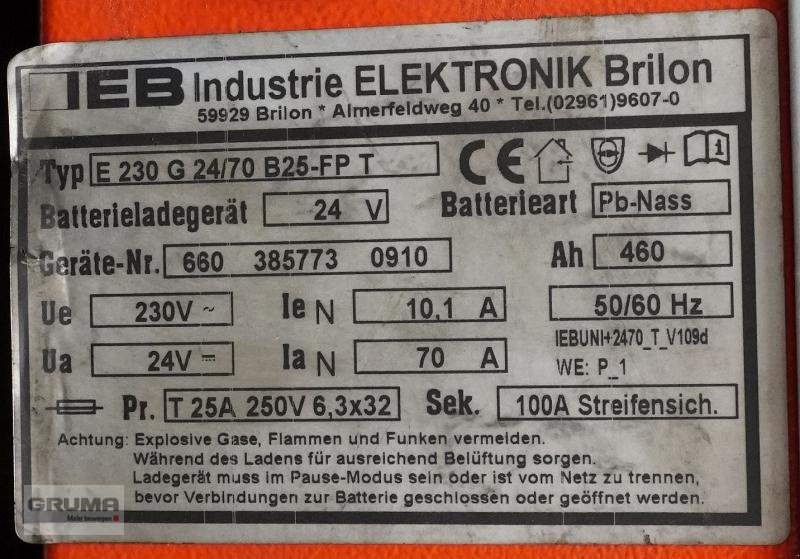 IEB Industrie ELEKTRONIK Brilon
59929 Brilon * Almerfeldweg 40 * Tel.(02961)9607-0
Typ E 230 G 24/70 B25-FP T CE
Batterieladegerät 24 V Batterieart Pb-Nass
Geräte-Nr. 660 385773 0910 Ah 460
Ue 230V ~ Ie N 10,1 A 50/60 Hz
IEBUNI+2470_T_V109d
Ua 24V ⎓ Ia N 70 A WE: P_1
Pr. T 25A 250V 6,3x32 Sek. 100A Streifensich.
Achtung: Explosive Gase, Flammen und Funken vermeiden.
Während des Ladens für ausreichend Belüftung sorgen.
Ladegerät muss im Pause-Modus sein oder ist vom Netz zu trennen,
bevor Verbindungen zur Batterie geschlossen oder geöffnet werden.
GRUMA
Mehr bewegen